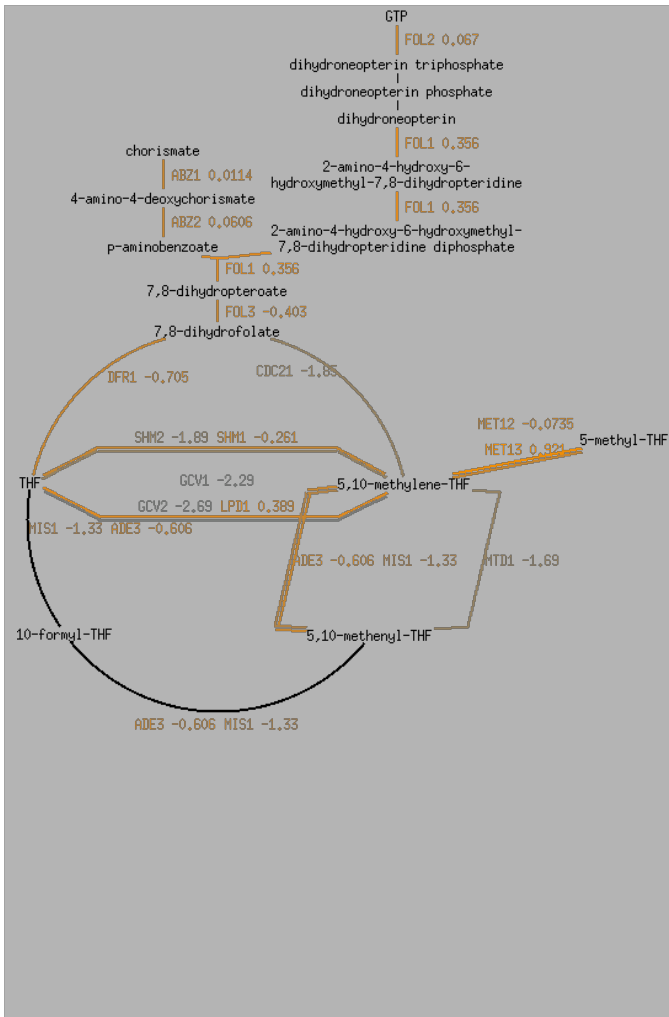 GTP
FOL2 0.067
dihydroneopterin triphosphate
dihydroneopterin phosphate
dihydroneopterin
FOL1 0.356
chorismate
2-amino-4-hydroxy-6-
hydroxymethyl-7,8-dihydropteridine
ABZ1 0.0114
4-amino-4-deoxychorismate
FOL1 0.356
ABZ2 0.0606
2-amino-4-hydroxy-6-hydroxymethyl-
7,8-dihydropteridine diphosphate
p-aminobenzoate
FOL1 0.356
7,8-dihydropteroate
FOL3 -0.403
7,8-dihydrofolate
DFR1 -0.705
CDC21 -1.85
MET12 -0.0735
SHM2 -1.89 SHM1 -0.261
5-methyl-THF
MET13 0.921
THF
GCV1 -2.29
5,10-methylene-THF
GCV2 -2.69 LPD1 0.389
MIS1 -1.33 ADE3 -0.606
ADE3 -0.606 MIS1 -1.33
MTD1 -1.69
10-formyl-THF
5,10-methenyl-THF
ADE3 -0.606 MIS1 -1.33